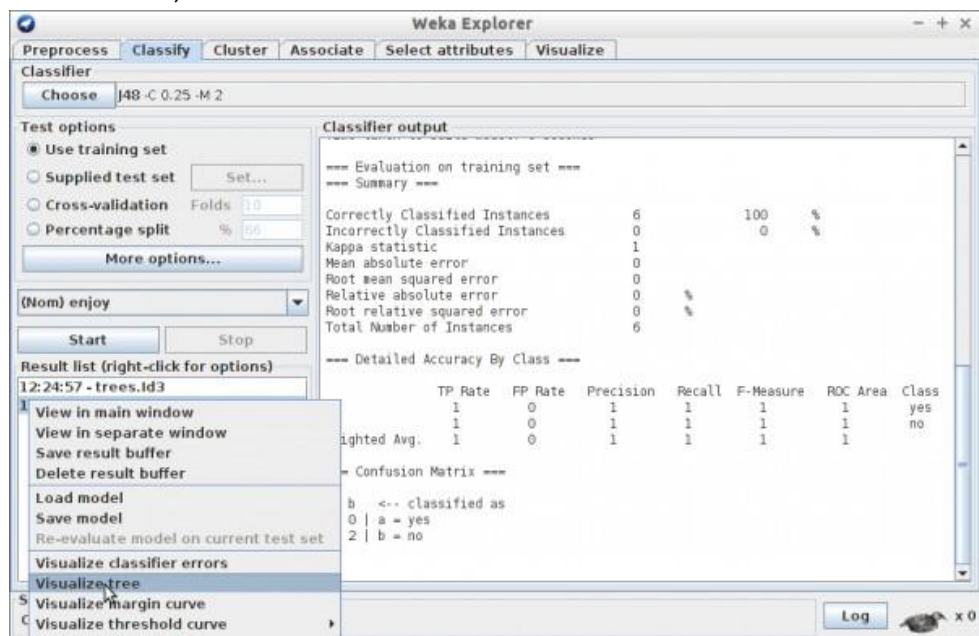 Weka Explorer
Preprocess Classify Cluster Associate Select attributes Visualize
Classifier
Choose J48 -C 0.25 -M 2
Test options
Use training set
Supplied test set Set...
Cross-validation Folds 10
Percentage split % 66
More options...
(Nom) enjoy
Start Stop
Result list (right-click for options)
12:24:57 - trees.Id3
View in main window
View in separate window
Save result buffer
Delete result buffer
Load model
Save model
Re-evaluate model on current test set
Visualize classifier errors
Visualize tree
Visualize margin curve
Visualize threshold curve
Classifier output
=== Evaluation on training set ===
=== Summary ===
Correctly Classified Instances 6 100 %
Incorrectly Classified Instances 0 0 %
Kappa statistic 1
Mean absolute error 0
Root mean squared error 0
Relative absolute error 0 %
Root relative squared error 0 %
Total Number of Instances 6
=== Detailed Accuracy By Class ===
TP Rate FP Rate Precision Recall F-Measure ROC Area Class
1 0 1 1 1 1 yes
1 0 1 1 1 1 no
ighted Avg. 1 0 1 1 1 1
= Confusion Matrix ===
b <-- classified as
0 | a = yes
2 | b = no
Log x 0